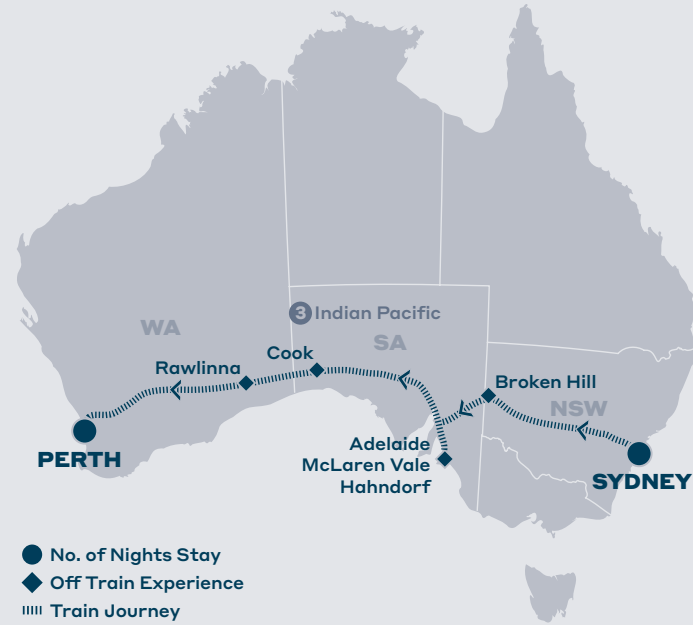 WA
3 Indian Pacific
SA
Cook
Rawlinna
Broken Hill
NSW
PERTH
Adelaide
McLaren Vale
Hahndorf
SYDNEY
No. of Nights Stay
Off Train Experience
Train Journey